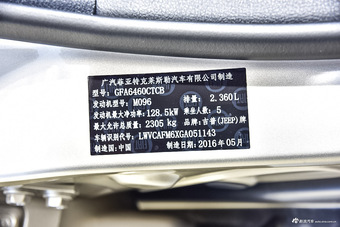 广汽菲亚特克莱斯勒汽车有限公司制造
型号: GFA6460CTCB 排量: 2.360L
发动机型号: M096
发动机最大净功率: 128.5kW 乘坐人数: 5
最大允许总质量: 2305 kg 品牌: 吉普(JEEP)牌
车辆识别代号: LWVCAFM6XGA051143
制造国: 中国 制造日期: 2016年05月